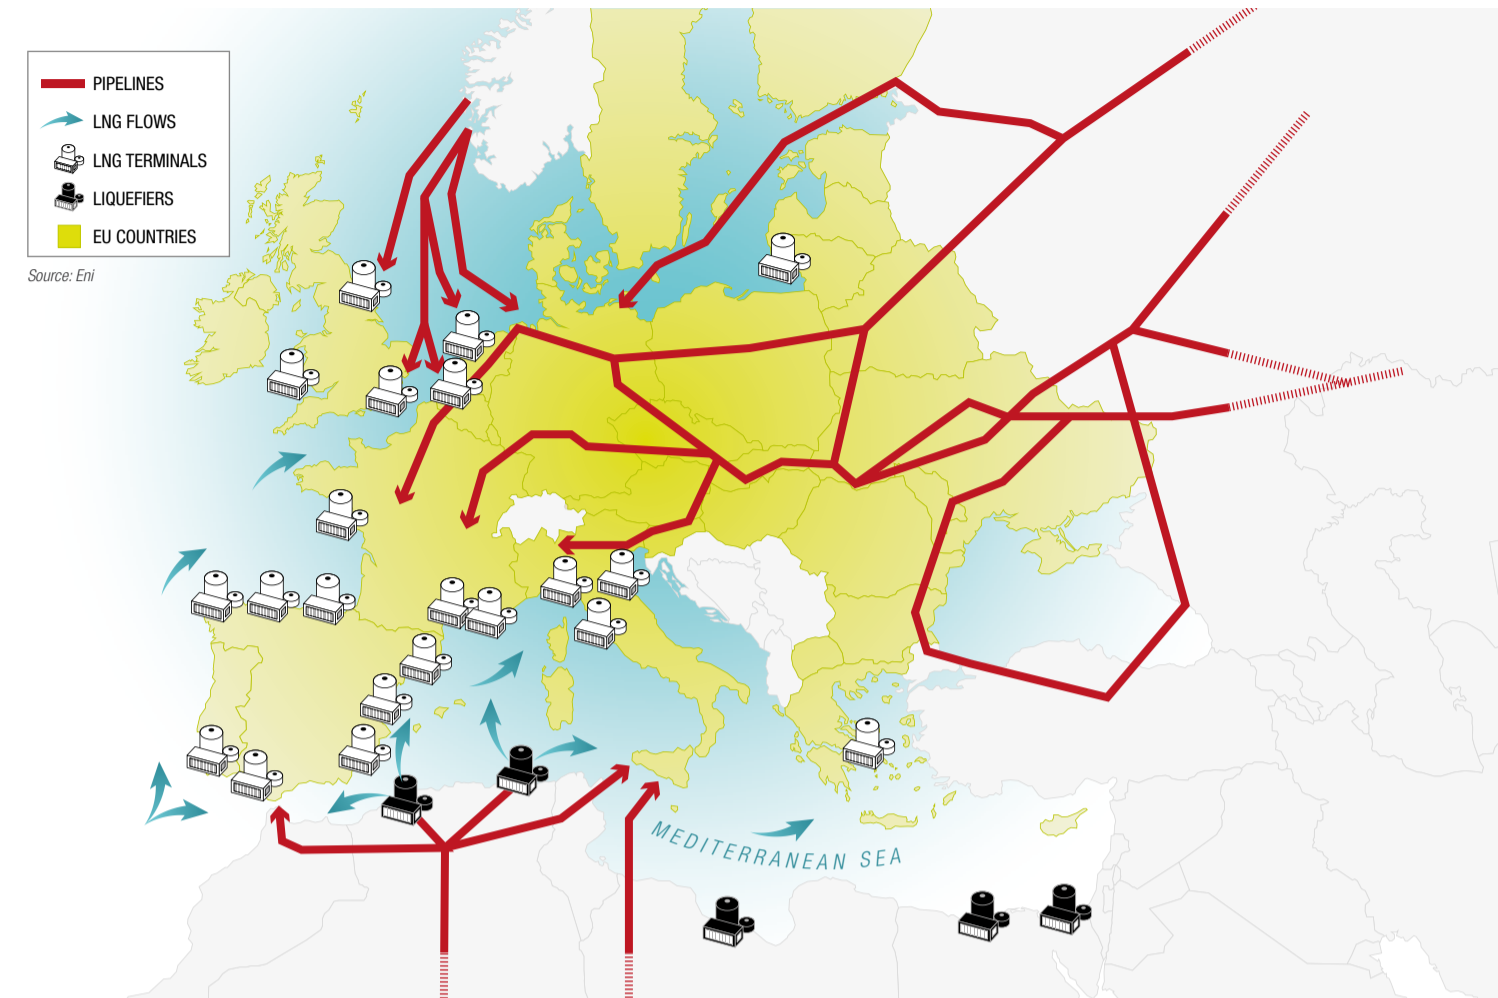 PIPELINES
LNG FLOWS
LNG TERMINALS
LIQUEFIERS
EU COUNTRIES
Source: Eni
MEDITERRANEAN SEA